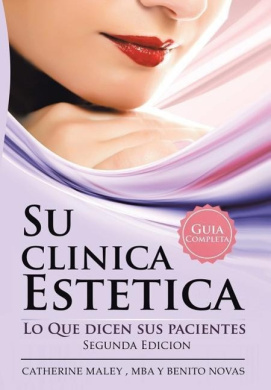 Guia
Completa
Su
clinica
Estetica
Lo Que dicen sus pacientes
Segunda Edicion
Catherine Maley , MBA y Benito Novas